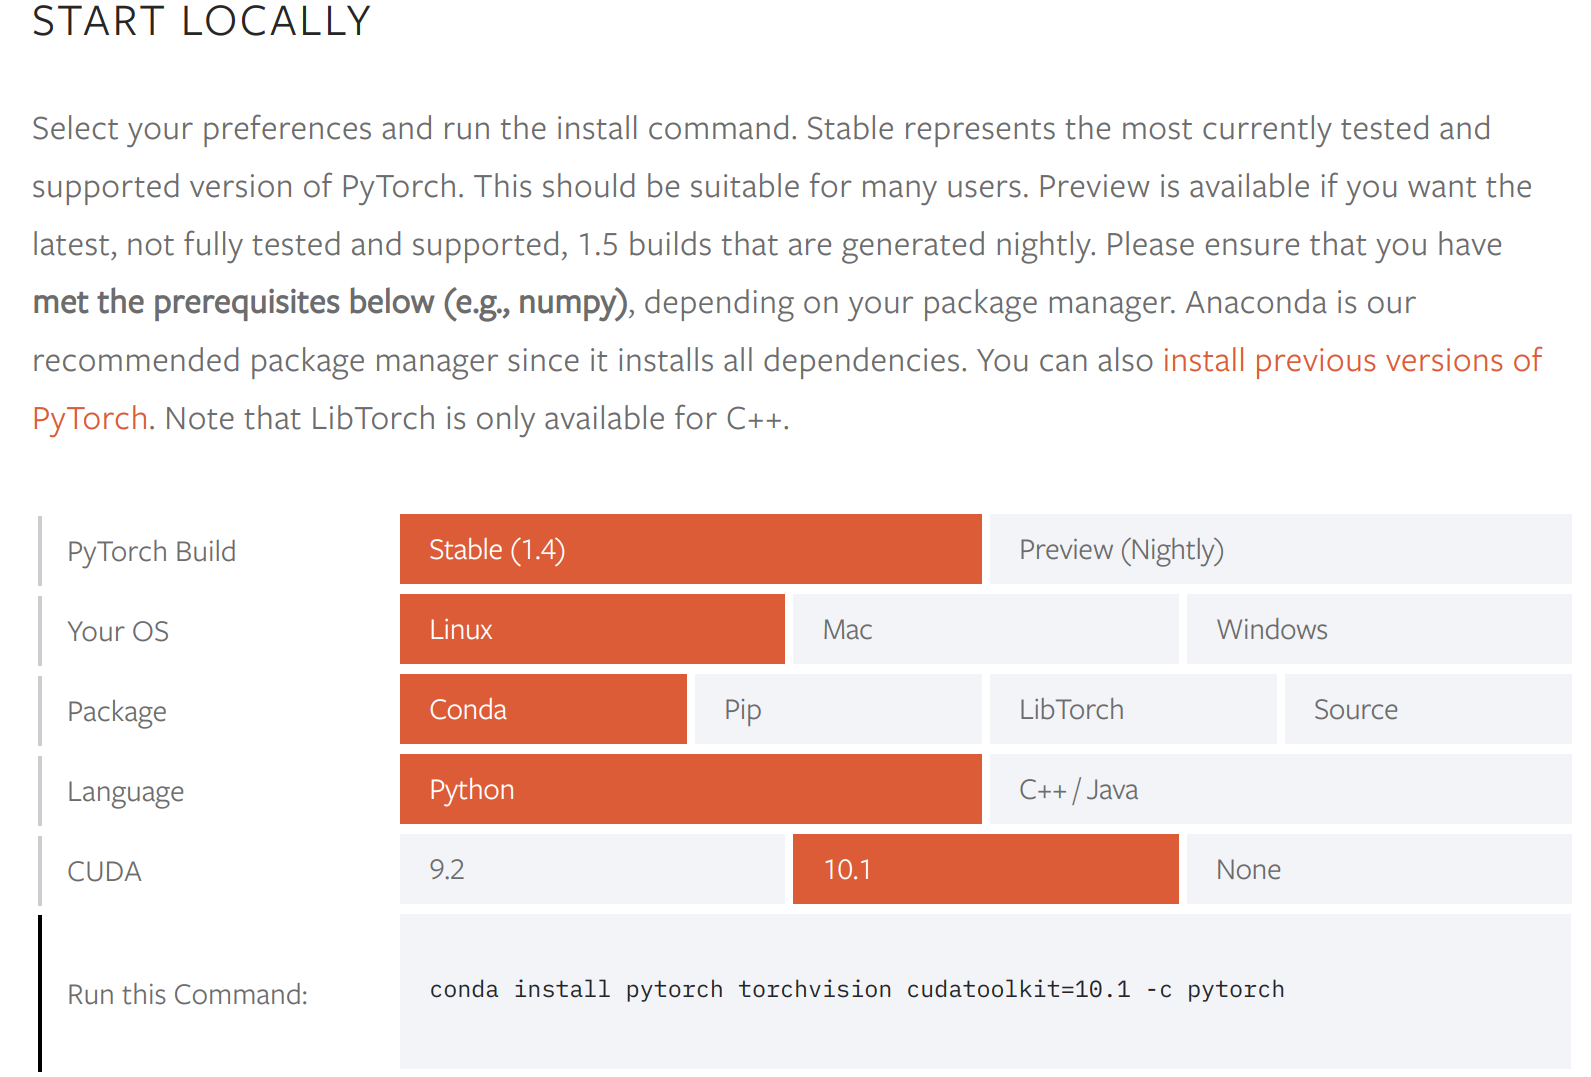 START LOCALLY
Select your preferences and run the install command. Stable represents the most currently tested and
supported version of PyTorch. This should be suitable for many users. Preview is available if you want the
latest, not fully tested and supported, 1.5 builds that are generated nightly. Please ensure that you have
met the prerequisites below (e.g., numpy), depending on your package manager. Anaconda is our
recommended package manager since it installs all dependencies. You can also install previous versions of
PyTorch. Note that LibTorch is only available for C++.
PyTorch Build Stable (1.4) Preview (Nightly)
Your OS Linux Mac Windows
Package Conda Pip LibTorch Source
Language Python C++ / Java
CUDA 9.2 10.1 None
Run this Command: conda install pytorch torchvision cudatoolkit=10.1 -c pytorch